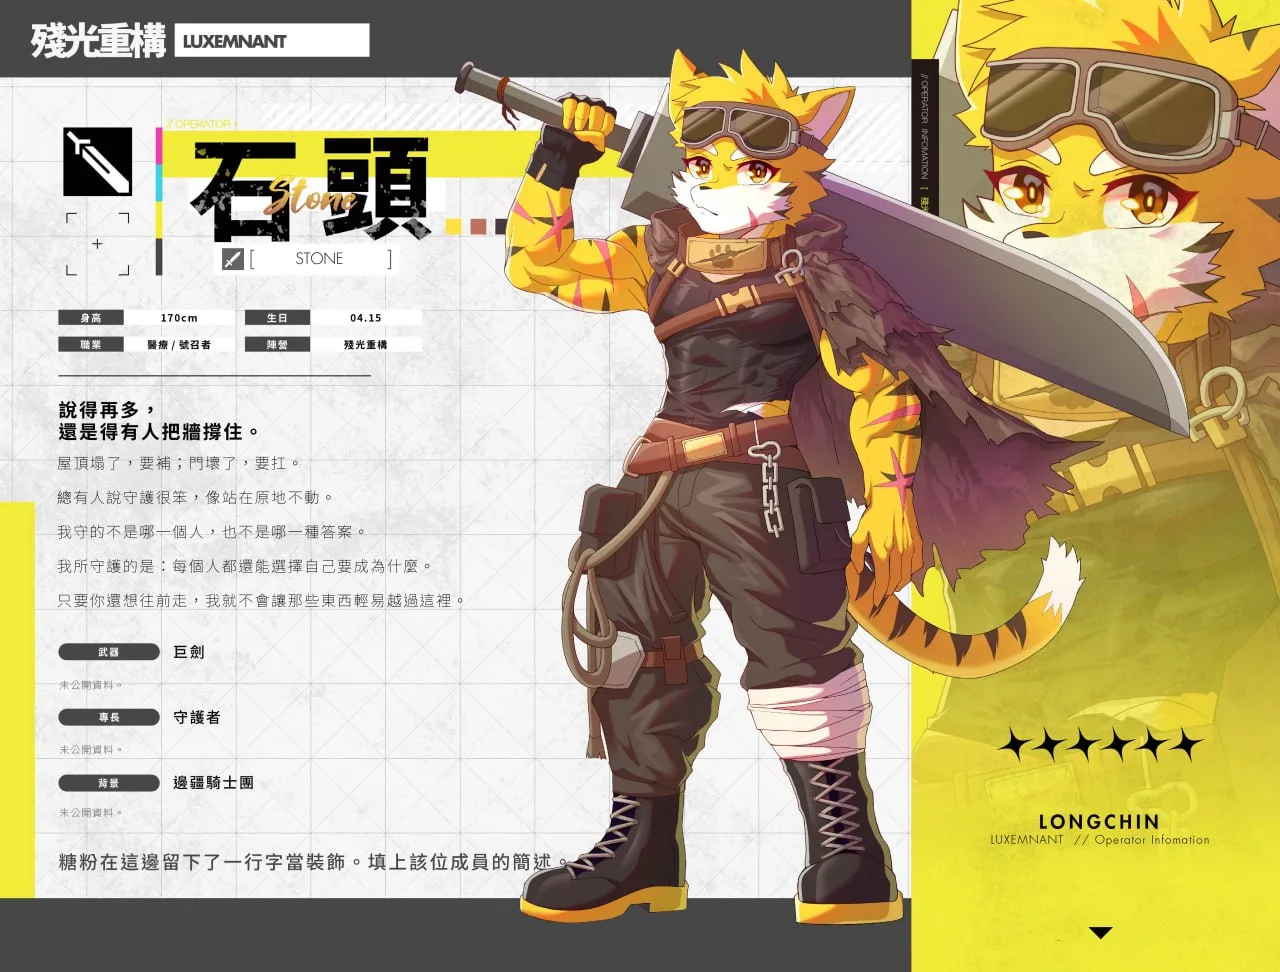 殘光重構 LUXEMNANT
// OPERATOR
石頭
Stone
[ STONE ]
身高 170cm 生日 04.15
職業 醫療 / 號召者 陣營 殘光重構
說得再多，
還是得有人把牆撐住。
屋頂塌了，要補；門壞了，要扛。
總有人說守護很笨，像站在原地不動。
我守的不是哪一個人，也不是哪一種答案。
我所守護的是：每個人都還能選擇自己要成為什麼。
只要你還想往前走，我就不會讓那些東西輕易越過這裡。
武器 巨劍
未公開資料。
專長 守護者
未公開資料。
背景 邊疆騎士團
未公開資料。
糖粉在這邊留下了一行字當裝飾。填上該位成員的簡述。
// OPERATOR INFOMATION [ 殘
LONGCHIN
LUXEMNANT // Operator Infomation